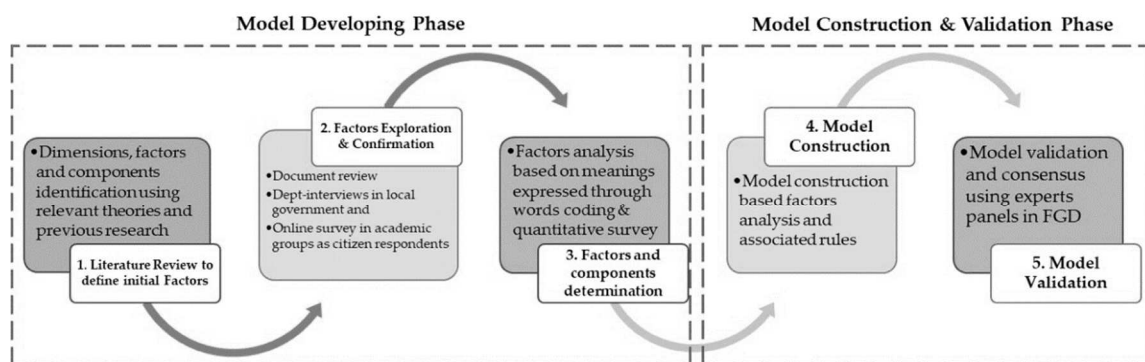 Model Developing Phase
•Dimensions, factors
and components
identification using
relevant theories and
previous research
1. Literature Review to
define initial Factors
2. Factors Exploration
& Confirmation
•Document review
•Dept-interviews in local
government and
•Online survey in academic
groups as citizen respondents
•Factors analysis
based on meanings
expressed through
words coding &
quantitative survey
3. Factors and
components
determination
Model Construction & Validation Phase
4. Model
Construction
•Model construction
based factors
analysis and
associated rules
•Model validation
and consensus
using experts
panels in FGD
5. Model
Validation